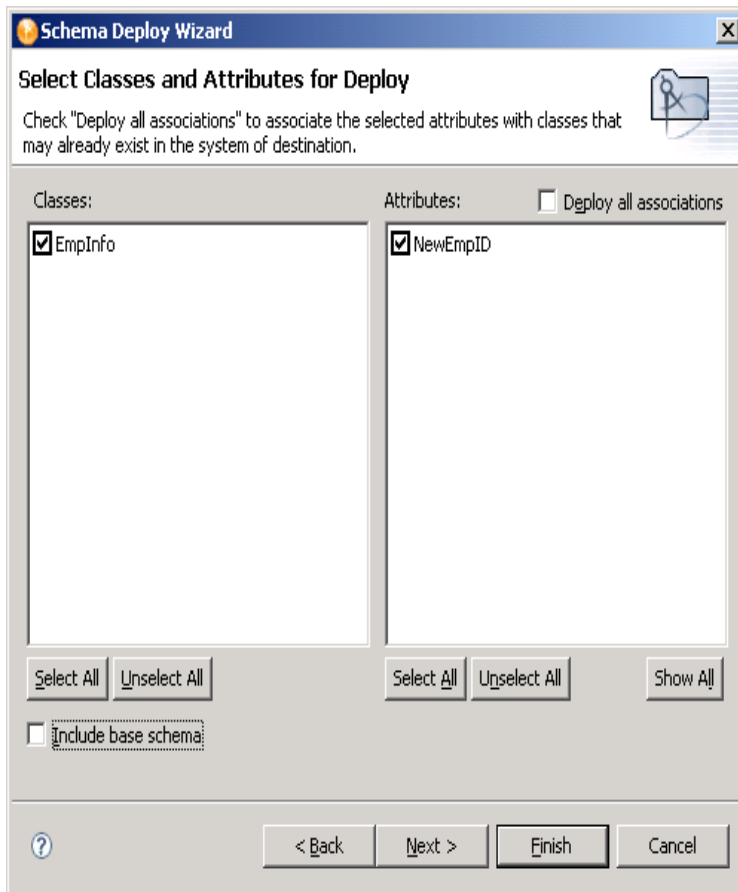 Schema Deploy Wizard
Select Classes and Attributes for Deploy
Check "Deploy all associations" to associate the selected attributes with classes that
may already exist in the system of destination.
Classes:
Attributes:
Deploy all associations
EmpInfo
NewEmpID
Select All
Unselect All
Select All
Unselect All
Show All
Include base schema
?
< Back
Next >
Finish
Cancel